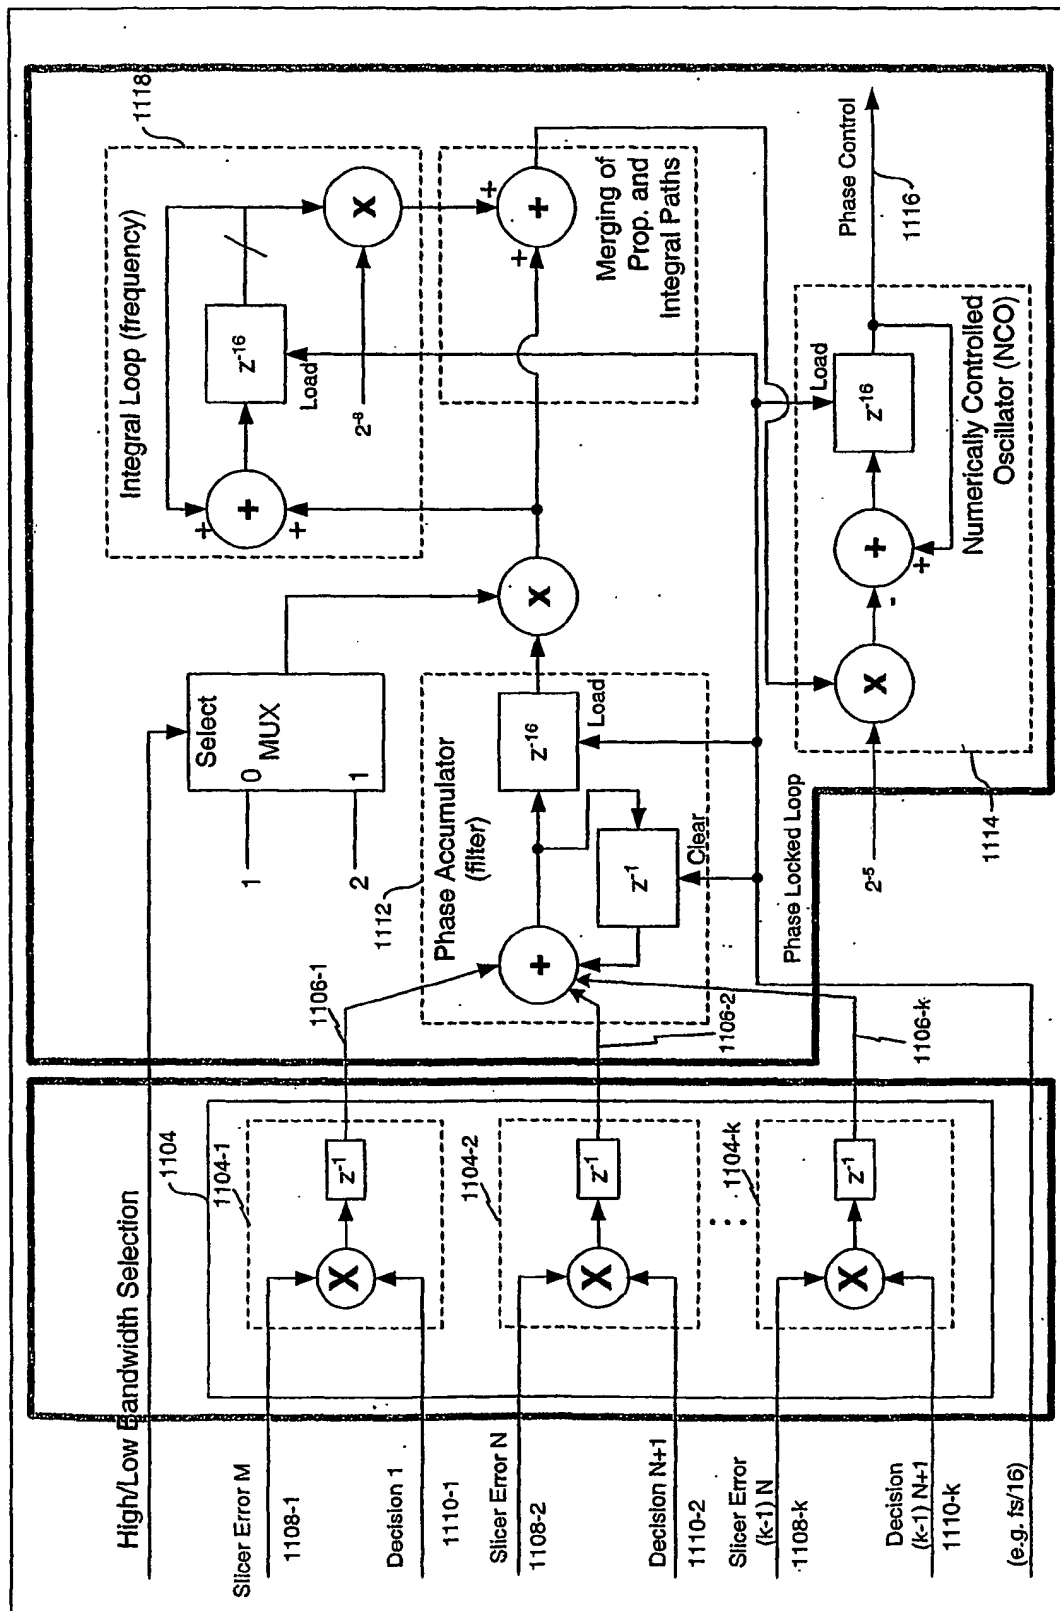 High/Low Bandwidth Selection
1104
1104-1
Slicer Error M
1108-1
Decision 1
1110-1
X
z-1
1106-1
1104-2
Slicer Error N
1108-2
Decision N+1
1110-2
X
z-1
1106-2
1104-k
Slicer Error
(k-1) N
1108-k
Decision
(k-1) N+1
1110-k
X
z-1
1106-k
(e.g. fs/16)
Select
0
MUX
1
1
2
1112
Phase Accumulator
(filter)
+
z-1
Clear
z-16
Load
X
Integral Loop (frequency)
1118
+
+
+
z-16
Load
2-8
X
+
+
+
Merging of
Prop. and
Integral Paths
Phase Locked Loop
2-5
1114
X
-
+
+
z-16
Load
Numerically Controlled
Oscillator (NCO)
Phase Control
1116